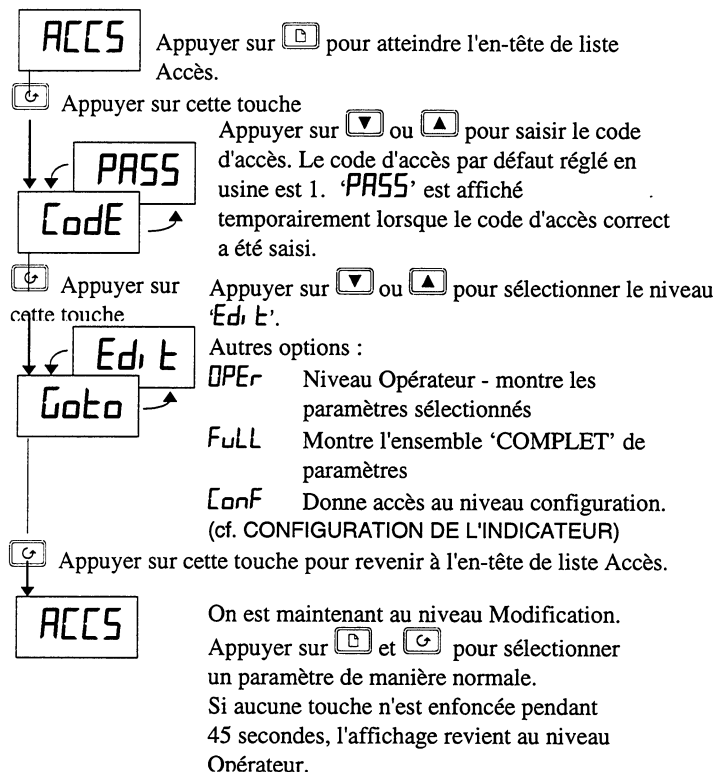 ACCS
Appuyer sur pour atteindre l'en-tête de liste
Accès.
Appuyer sur cette touche
Appuyer sur ou pour saisir le code
d'accès. Le code d'accès par défaut réglé en
usine est 1. ‘PASS’ est affiché
temporairement lorsque le code d'accès correct
a été saisi.
PASS
CodE
Appuyer sur
cette touche
Appuyer sur ou pour sélectionner le niveau
‘Edit’.
Edit
Goto
Autres options :
OPEr Niveau Opérateur - montre les
paramètres sélectionnés
FuLL Montre l'ensemble ‘COMPLET’ de
paramètres
ConF Donne accès au niveau configuration.
(cf. CONFIGURATION DE L'INDICATEUR)
Appuyer sur cette touche pour revenir à l'en-tête de liste Accès.
ACCS
On est maintenant au niveau Modification.
Appuyer sur et pour sélectionner
un paramètre de manière normale.
Si aucune touche n'est enfoncée pendant
45 secondes, l'affichage revient au niveau
Opérateur.